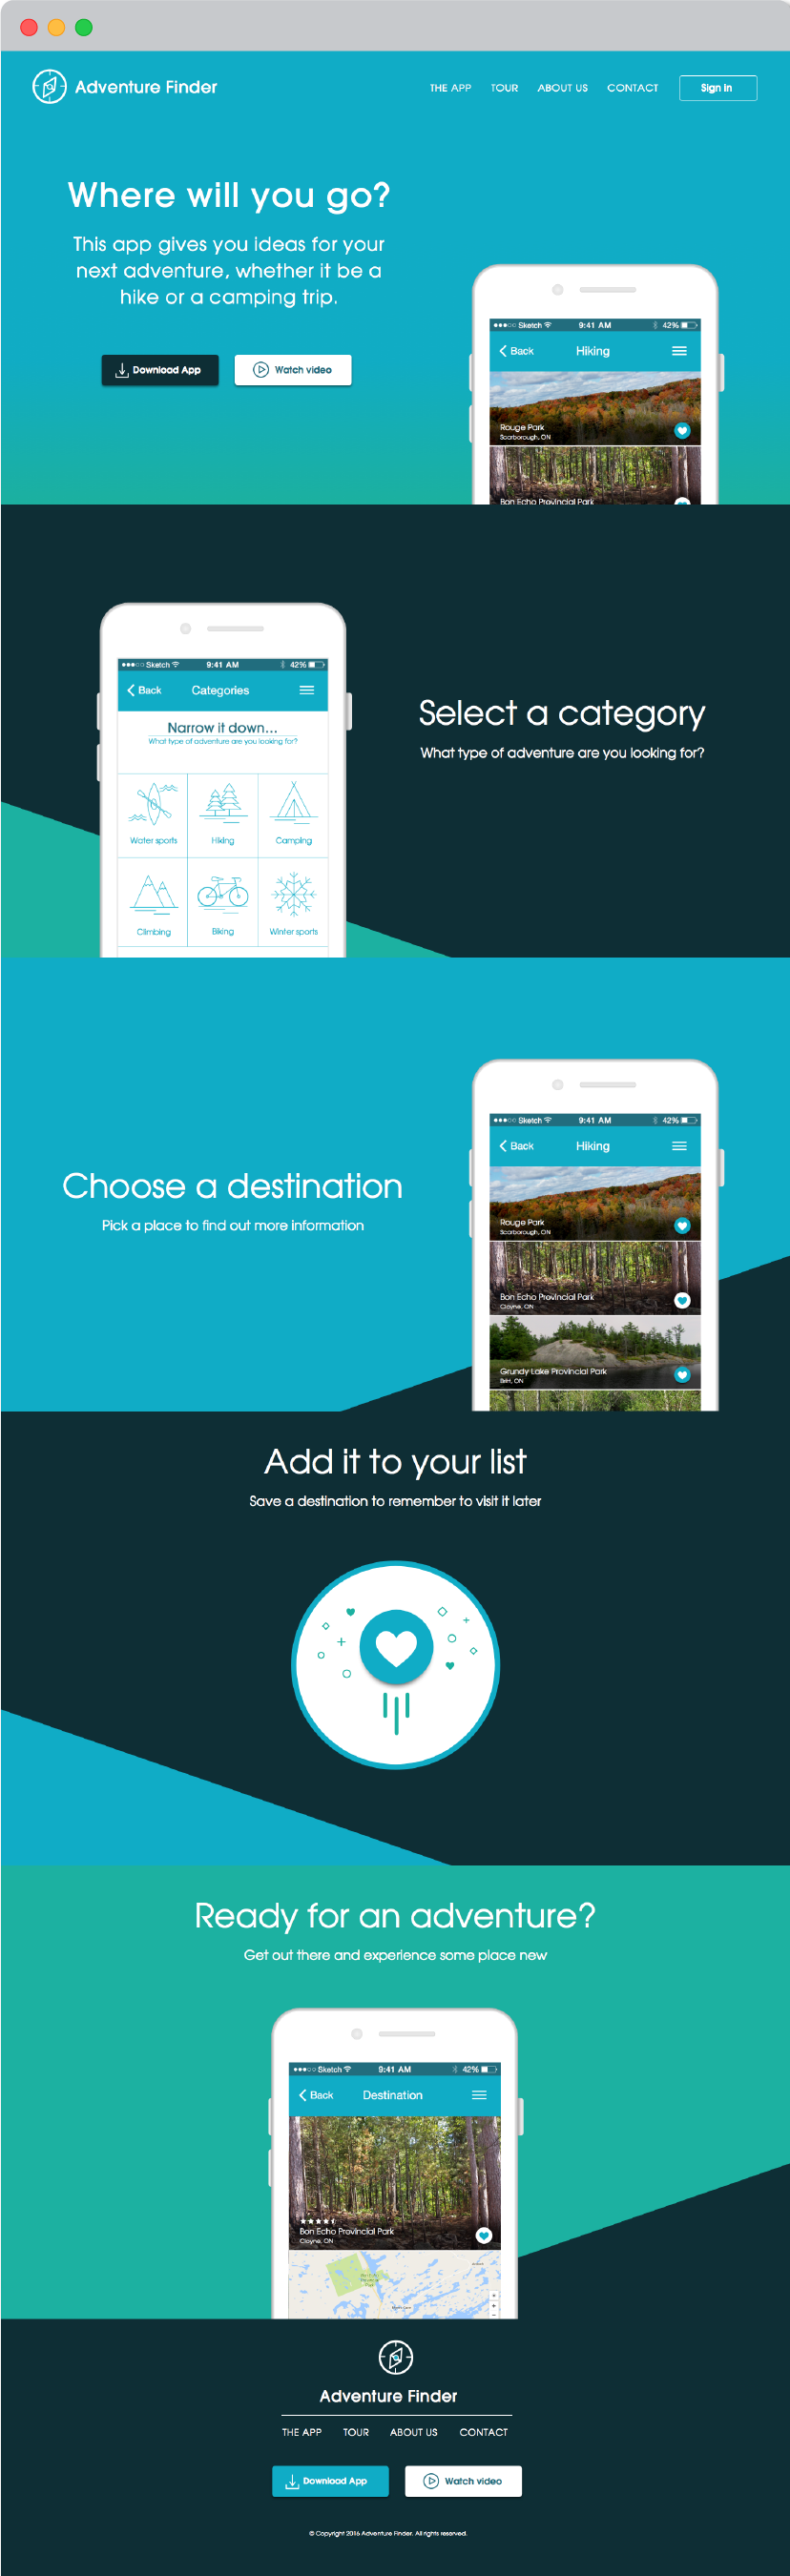 Adventure Finder
THE APP TOUR ABOUT US CONTACT Sign in
Where will you go?
This app gives you ideas for your
next adventure, whether it be a
hike or a camping trip.
Download App Watch video
Sketch 9:41 AM 42%
Back Hiking
Rouge Park
Scarborough, ON
Bon Echo Provincial Park
Sketch 9:41 AM 42%
Back Categories
Narrow it down...
What type of adventure are you looking for?
Water sports Hiking Camping
Climbing Biking Winter sports
Select a category
What type of adventure are you looking for?
Choose a destination
Pick a place to find out more information
Sketch 9:41 AM 42%
Back Hiking
Rouge Park
Scarborough, ON
Bon Echo Provincial Park
Cloyne, ON
Grundy Lake Provincial Park
Britt, ON
Add it to your list
Save a destination to remember to visit it later
Ready for an adventure?
Get out there and experience some place new
Sketch 9:41 AM 42%
Back Destination
Bon Echo Provincial Park
Cloyne, ON
Adventure Finder
THE APP TOUR ABOUT US CONTACT
Download App Watch video
© Copyright 2016 Adventure Finder. All rights reserved.